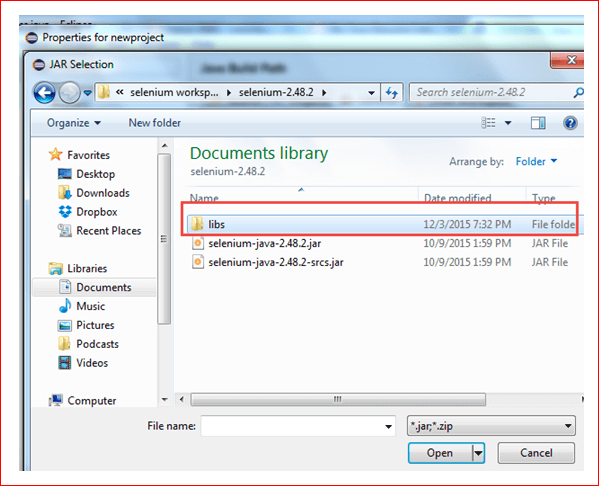 Properties for newproject
JAR Selection
« selenium worksp... ▸ selenium-2.48.2 ▸
Search selenium-2.48.2
Organize
New folder
Documents library
selenium-2.48.2
Arrange by: Folder
Name Date modified Type
Favorites
Desktop
Downloads
Dropbox
Recent Places
Libraries
Documents
Music
Pictures
Podcasts
Videos
Computer
libs 12/3/2015 7:32 PM File folde
selenium-java-2.48.2.jar 10/9/2015 1:59 PM JAR File
selenium-java-2.48.2-srcs.jar 10/9/2015 1:59 PM JAR File
File name:
*.jar;*.zip
Open
Cancel